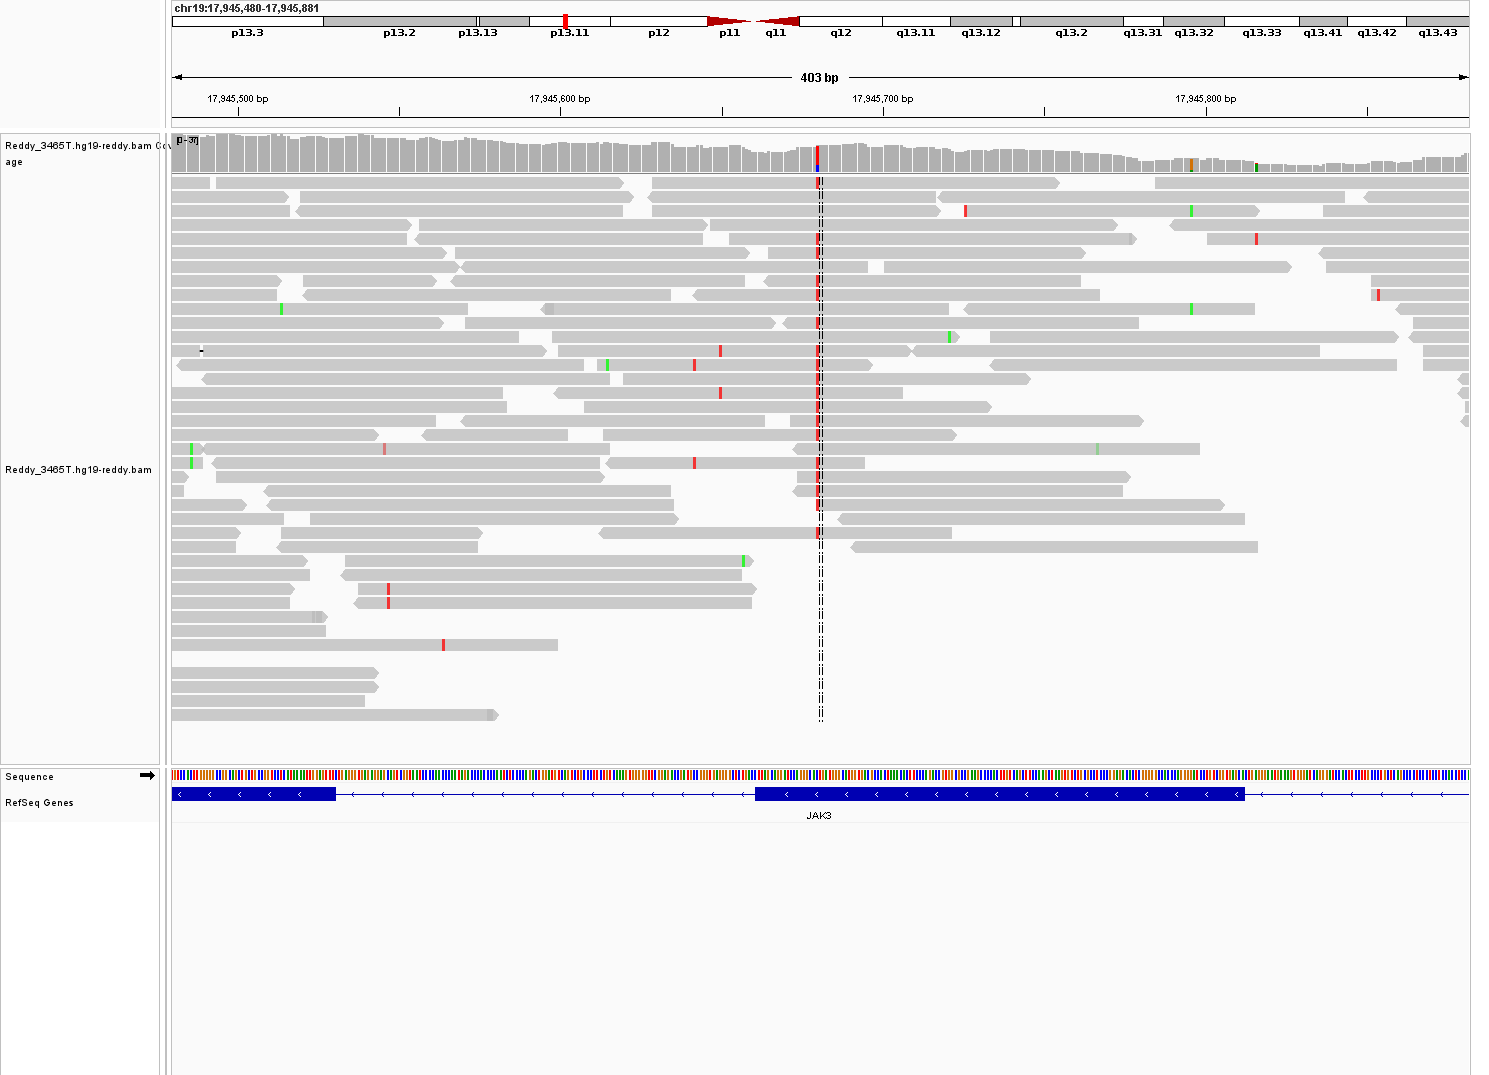 chr19:17,945,480-17,945,881
p13.3 p13.2 p13.13 p13.11 p12 p11 q11 q12 q13.11 q13.12 q13.2 q13.31 q13.32 q13.33 q13.41 q13.42 q13.43
403 bp
17,945,500 bp 17,945,600 bp 17,945,700 bp 17,945,800 bp
[0 - 37]
Reddy_3465T.hg19-reddy.bam Cov
age
Reddy_3465T.hg19-reddy.bam
Sequence
RefSeq Genes
JAK3